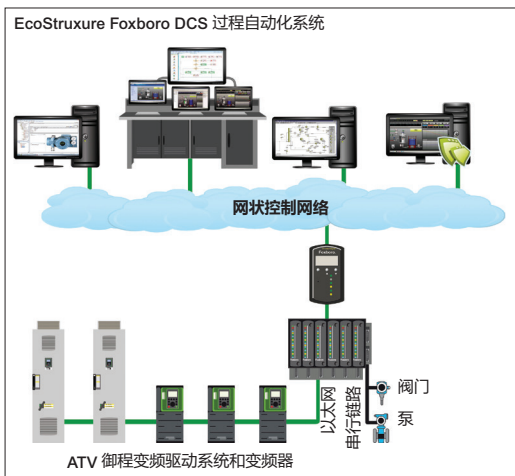 EcoStruxure Foxboro DCS 过程自动化系统
网状控制网络
Foxboro
以太网
串行链路
阀门
泵
ATV 御程变频驱动系统和变频器